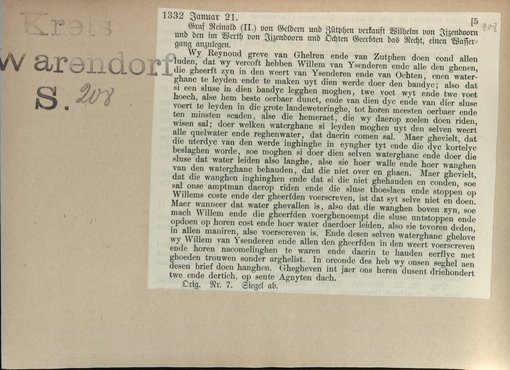 Kreis
Warendorf
S. 208
208
1332 Januar 21. [5
Graf Reinald (II.) von Geldern und Zütphen verkauft Wilhelm von Jizendoorn
und den im Werth von Jizendoorn und Ochten Geerbten das Recht, einen Wasser-
gang anzulegen.
Wy Reynoud greve van Ghelren ende van Zutphen doen cond allen
luden, dat wy vercoft hebben Willem van Ysenderen ende alle den ghenen,
die gheerft zyn in den weert van Ysenderen ende van Ochten, enen water-
ghanc te leyden ende te maken uyt dien werde doer den bandye; also dat
si een sluse in dien bandye legghen moghen, twe voet wyt ende twe voet
hoech, alse hem beste oerbaer dunct, ende van dien dye ende van dier sluse
voert te leyden in die grote landeweteringhe, tot horen meesten oerbaer ende
ten minsten scaden, alse die hemeraet, die wy daerop zoelen doen riden,
wisen sal; doer welken waterghanc si leyden moghen uyt den selven weert
alle quelwater ende reghenwater, dat daerin comen sal. Maer ghevielt, dat
die uterdye van den werde inghinghe in eyngher tyt ende die dyc kortelye
beslaghen worde, soe moghen si doer dien selven waterghanc ende doer die
sluse dat water leiden also langhe, alse sie hoer walle ende hoer wanghen
van den waterghanc behauden, dat die niet over en ghaen. Maer ghevielt,
dat die wanghen inghinghen ende dat si die niet ghehauden en conden, soe
sal onse amptman daerop riden ende die sluse thoeslaen ende stoppen op
Willems coste ende der gheerfden voerscreven, ist dat syt selve niet en doen.
Maer wanneer dat water ghevallen is, also dat die wanghen boven zyn, soe
mach Willem ende die gheerfden voerghenoempt die sluse untstoppen ende
opdoen op horen cost ende hoer water daerdoer leiden, also sie tevoren deden,
in allen maniren, alse voerscreven is. Ende desen selven waterghanc ghelove
wy Willem van Ysenderen ende allen den gheerfden in den weert voerscreven
ende horen nacomelinghen te waren ende daerin te hauden eerflyc met
ghoeden trouwen sonder arghelist. In orconde des heb wy onsen seghel aen
desen brief doen hanghen. Ghegheven int jaer ons heren dusent driehondert
twe ende dertich, op sente Agnyten dach.
Orig. Nr. 7. Siegel ab.